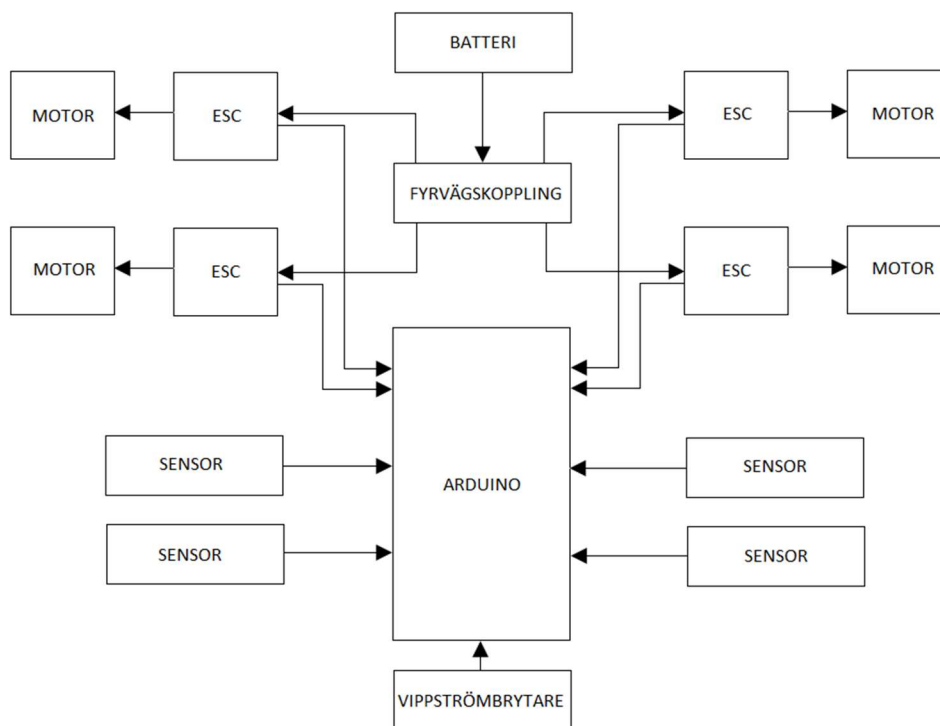 BATTERI
MOTOR
ESC
ESC
MOTOR
FYRVÄGSKOPPLING
MOTOR
ESC
ESC
MOTOR
SENSOR
SENSOR
ARDUINO
SENSOR
SENSOR
VIPPSTRÖMBRYTARE